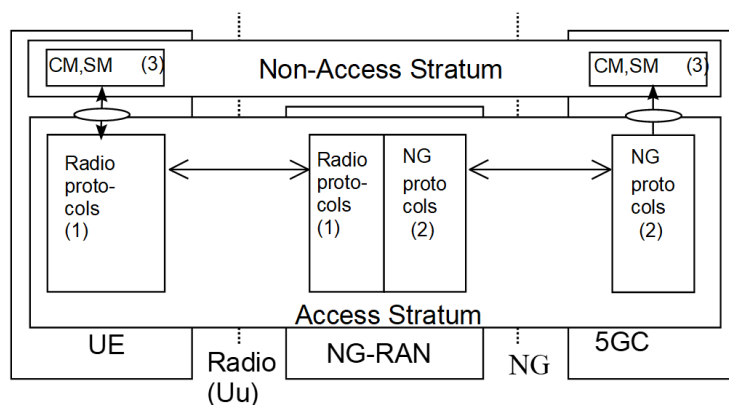 CM,SM (3)
Non-Access Stratum
CM,SM (3)
Radio
proto-
cols
(1)
Radio
proto-
cols
(1)
NG
proto
cols
(2)
NG
proto
cols
(2)
Access Stratum
UE
Radio
(Uu)
NG-RAN
NG
5GC